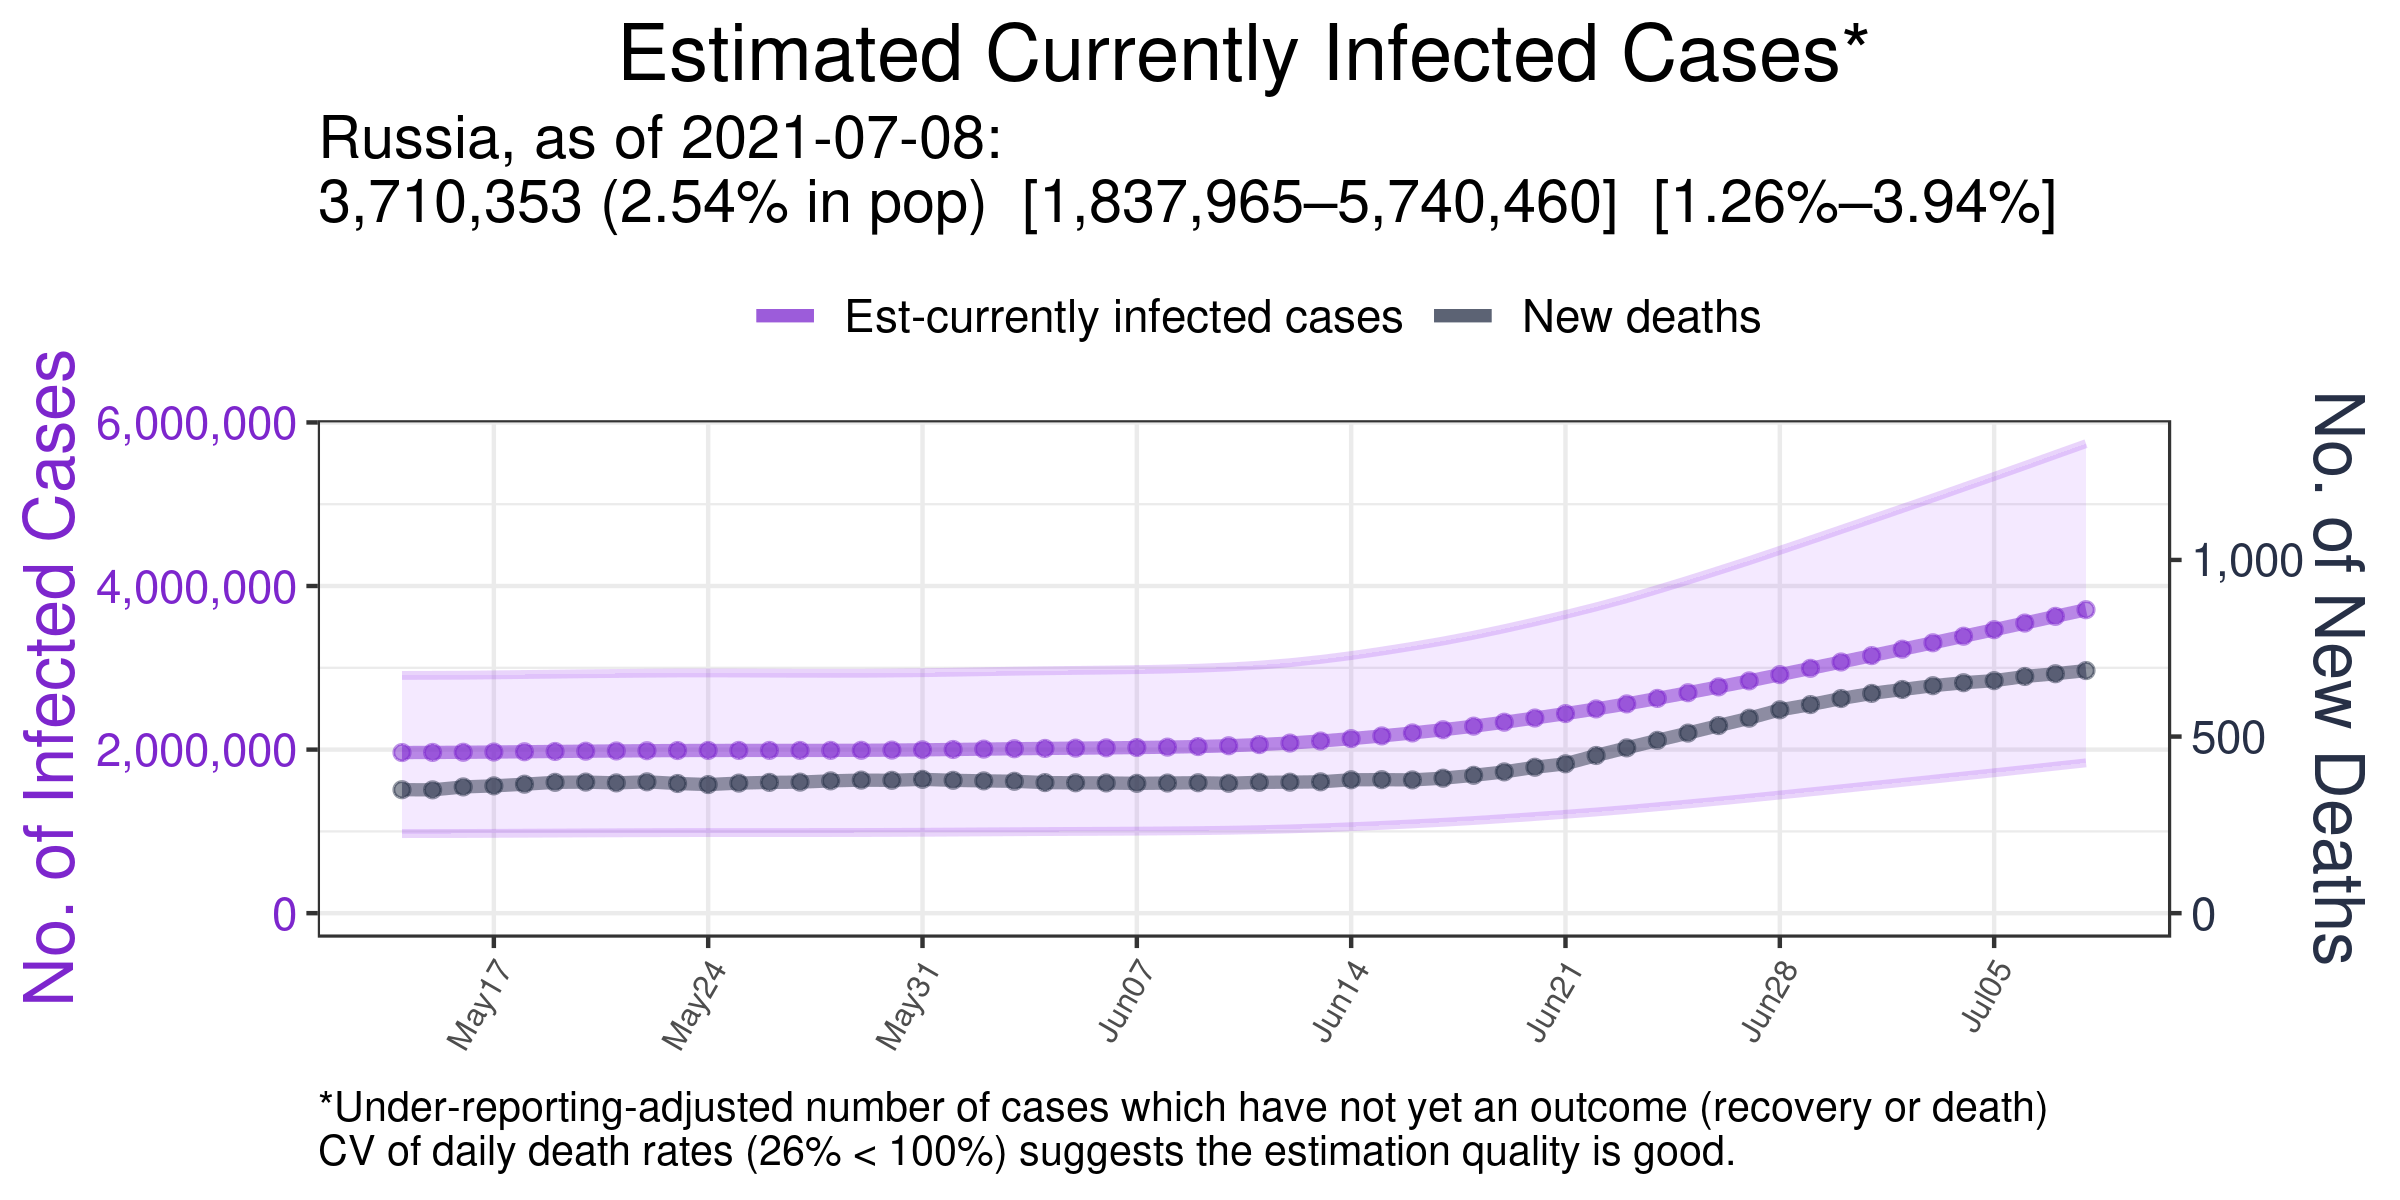 Estimated Currently Infected Cases*
Russia, as of 2021-07-08:
3,710,353 (2.54% in pop) [1,837,965–5,740,460] [1.26%–3.94%]
Est-currently infected cases New deaths
No. of Infected Cases
6,000,000
4,000,000
2,000,000
0
No. of New Deaths
1,000
500
0
May17 May24 May31 Jun07 Jun14 Jun21 Jun28 Jul05
*Under-reporting-adjusted number of cases which have not yet an outcome (recovery or death)
CV of daily death rates (26% < 100%) suggests the estimation quality is good.